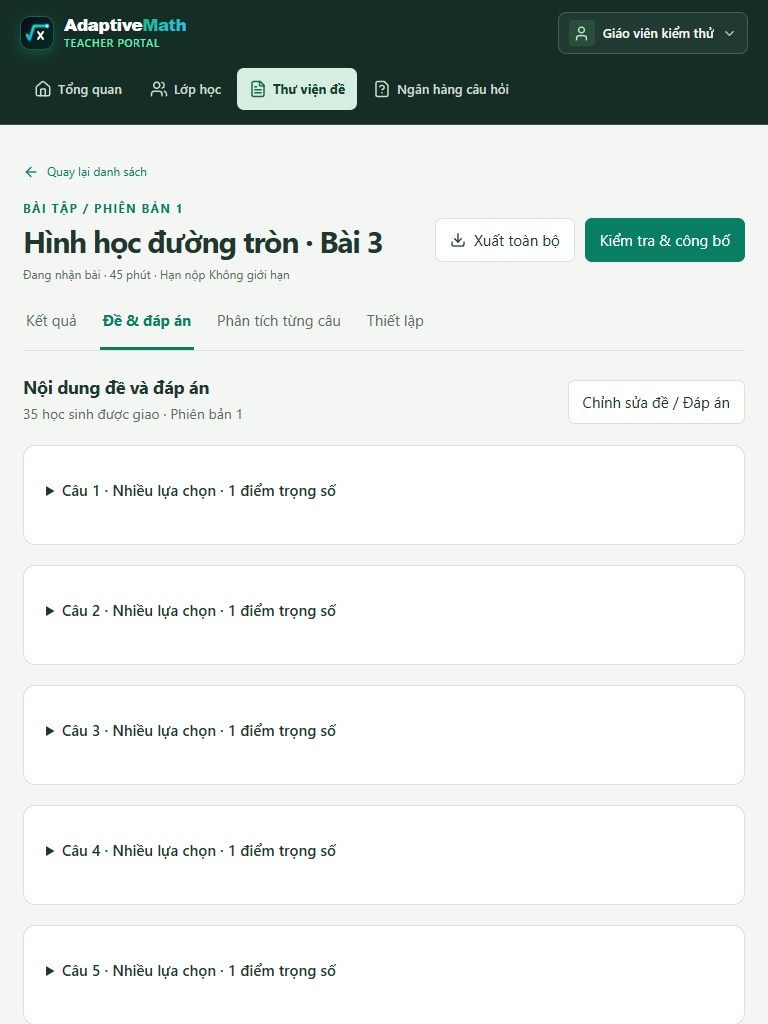 AdaptiveMath
TEACHER PORTAL
Giáo viên kiểm thử
Tổng quan
Lớp học
Thư viện đề
Ngân hàng câu hỏi
Quay lại danh sách
BÀI TẬP / PHIÊN BẢN 1
Hình học đường tròn · Bài 3
Xuất toàn bộ
Kiểm tra & công bố
Đang nhận bài · 45 phút · Hạn nộp Không giới hạn
Kết quả
Đề & đáp án
Phân tích từng câu
Thiết lập
Nội dung đề và đáp án
35 học sinh được giao · Phiên bản 1
Chỉnh sửa đề / Đáp án
Câu 1 · Nhiều lựa chọn · 1 điểm trọng số
Câu 2 · Nhiều lựa chọn · 1 điểm trọng số
Câu 3 · Nhiều lựa chọn · 1 điểm trọng số
Câu 4 · Nhiều lựa chọn · 1 điểm trọng số
Câu 5 · Nhiều lựa chọn · 1 điểm trọng số